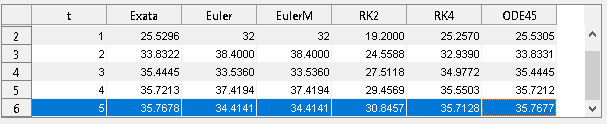 t Exata Euler EulerM RK2 RK4 ODE45
2 1 25.5296 32 32 19.2000 25.2570 25.5305
3 2 33.8322 38.4000 38.4000 24.5588 32.9390 33.8331
4 3 35.4445 33.5360 33.5360 27.5118 34.9772 35.4445
5 4 35.7213 37.4194 37.4194 29.4569 35.5503 35.7212
6 5 35.7678 34.4141 34.4141 30.8457 35.7128 35.7677